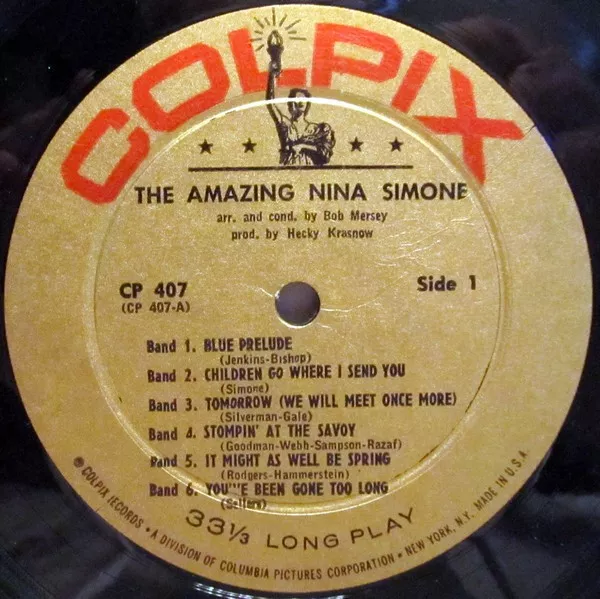 COLPIX
THE AMAZING NINA SIMONE
arr. and cond. by Bob Mersey
prod. by Hecky Krasnow
CP 407
(CP 407-A)
Side 1
Band 1. BLUE PRELUDE
(Jenkins-Bishop)
Band 2. CHILDREN GO WHERE I SEND YOU
(Simone)
Band 3. TOMORROW (WE WILL MEET ONCE MORE)
(Silverman-Gale)
Band 4. STOMPIN' AT THE SAVOY
(Goodman-Webb-Sampson-Razaf)
Band 5. IT MIGHT AS WELL BE SPRING
(Rodgers-Hammerstein)
Band 6. YOU'VE BEEN GONE TOO LONG
(Sellers)
33⅓ LONG PLAY
© COLPIX RECORDS • A DIVISION OF COLUMBIA PICTURES CORPORATION • NEW YORK, N.Y. MADE IN U.S.A.